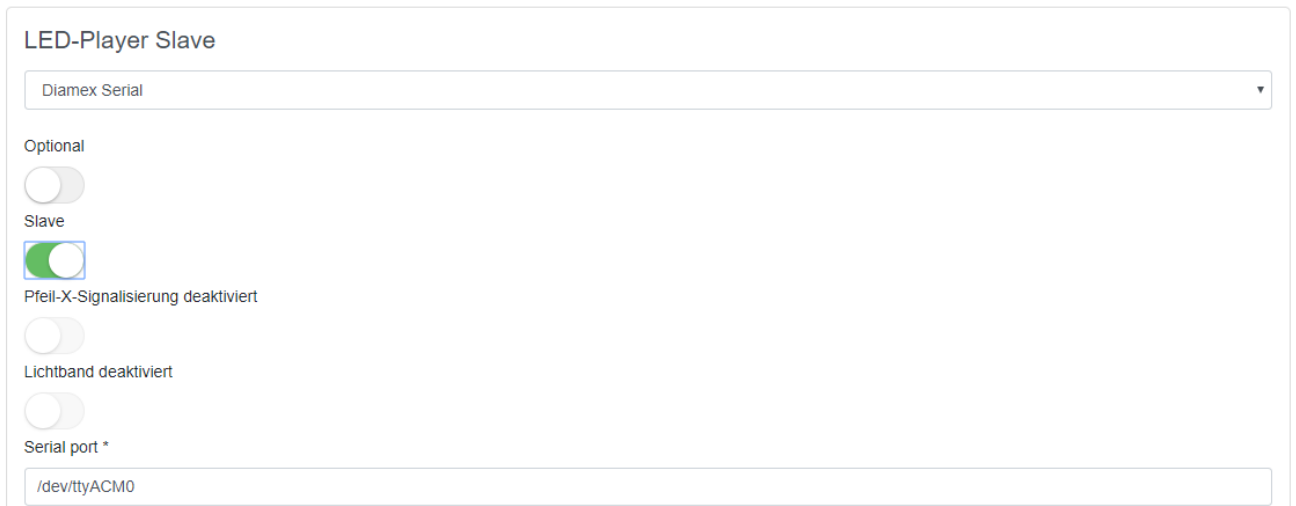 LED-Player Slave
Diamex Serial
Optional
Slave
Pfeil-X-Signalisierung deaktiviert
Lichtband deaktiviert
Serial port *
/dev/ttyACM0